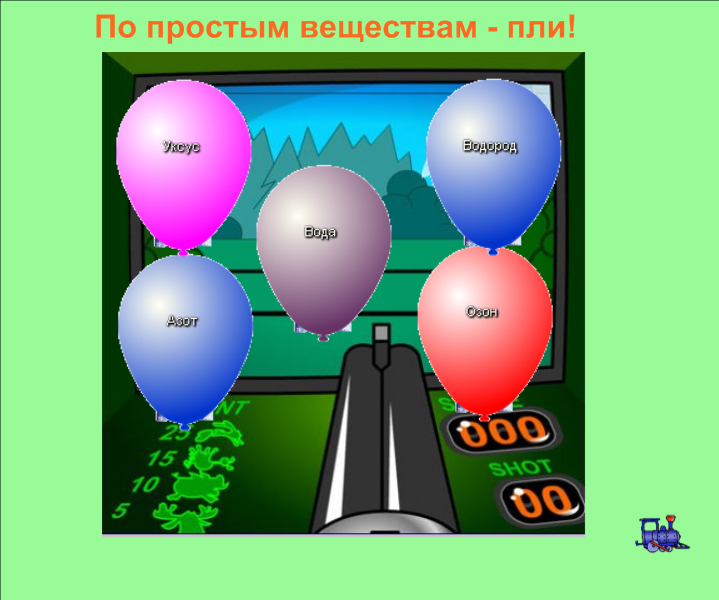 По простым веществам - пли!
Уксус
Водород
Вода
Азот
Озон
25
15
10
5
000
SHOT
00